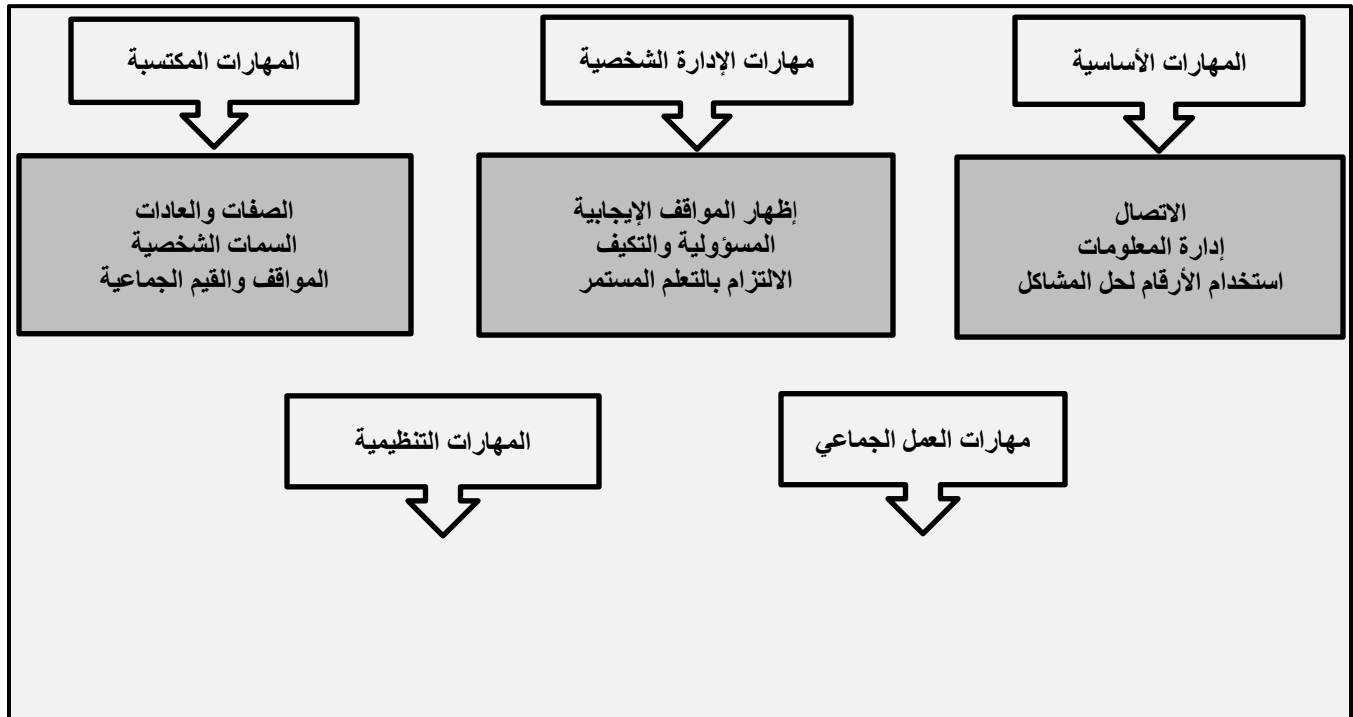 المهارات الأساسية
مهارات الإدارة الشخصية
المهارات المكتسبة
الاتصال
إدارة المعلومات
استخدام الأرقام لحل المشاكل
إظهار المواقف الإيجابية
المسؤولية والتكيف
الالتزام بالتعلم المستمر
الصفات والعادات
السمات الشخصية
المواقف والقيم الجماعية
مهارات العمل الجماعي
المهارات التنظيمية